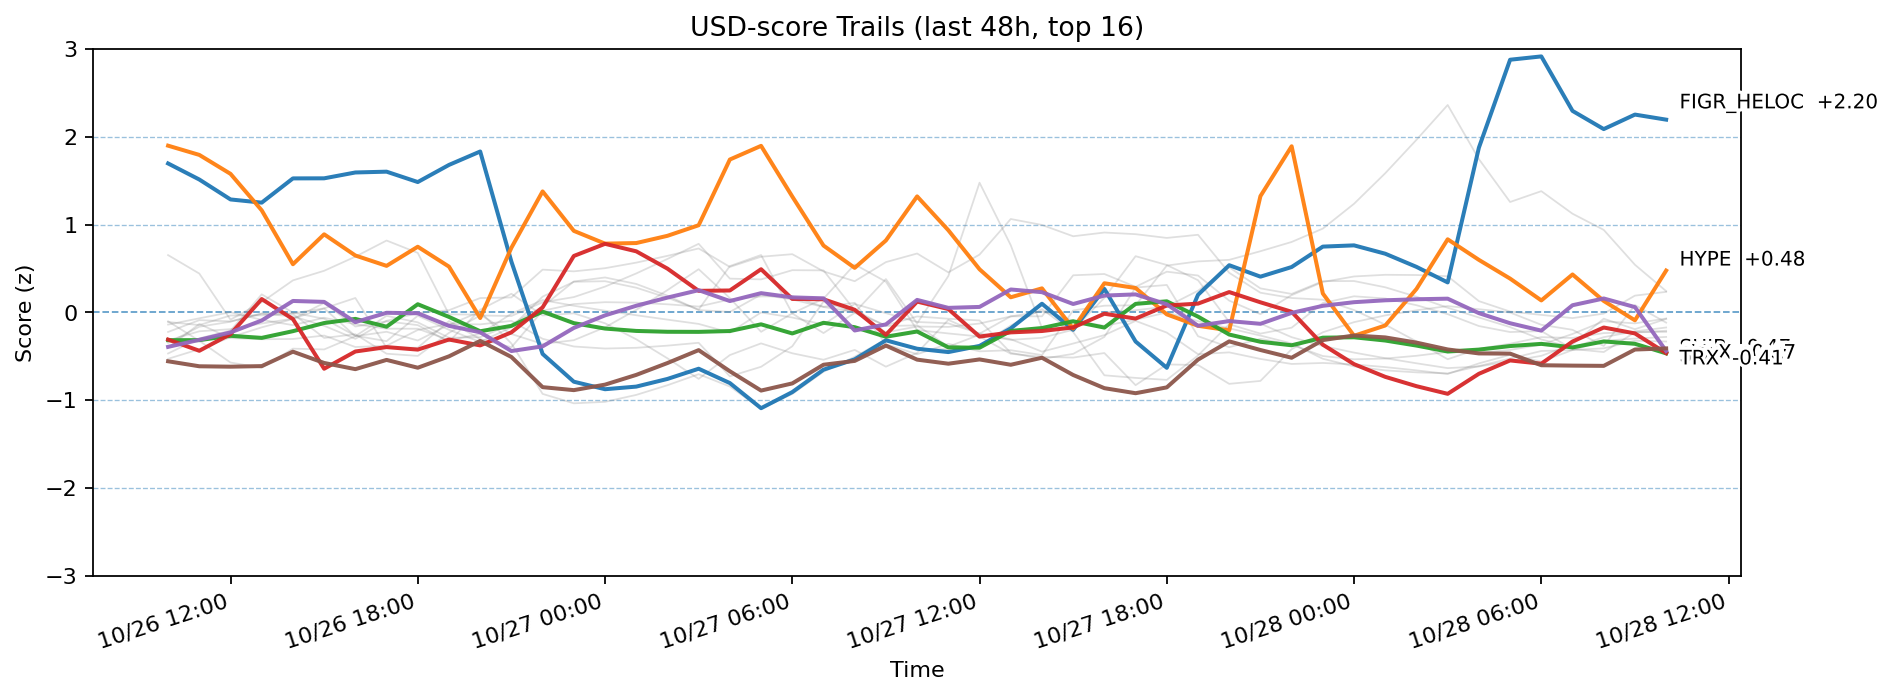 USD-score Trails (last 48h, top 16)
Score (z)
3
2
1
0
−1
−2
−3
FIGR_HELOC +2.20
HYPE +0.48
TRX -0.41
10/26 12:00
10/26 18:00
10/27 00:00
10/27 06:00
10/27 12:00
10/27 18:00
10/28 00:00
10/28 06:00
10/28 12:00
Time